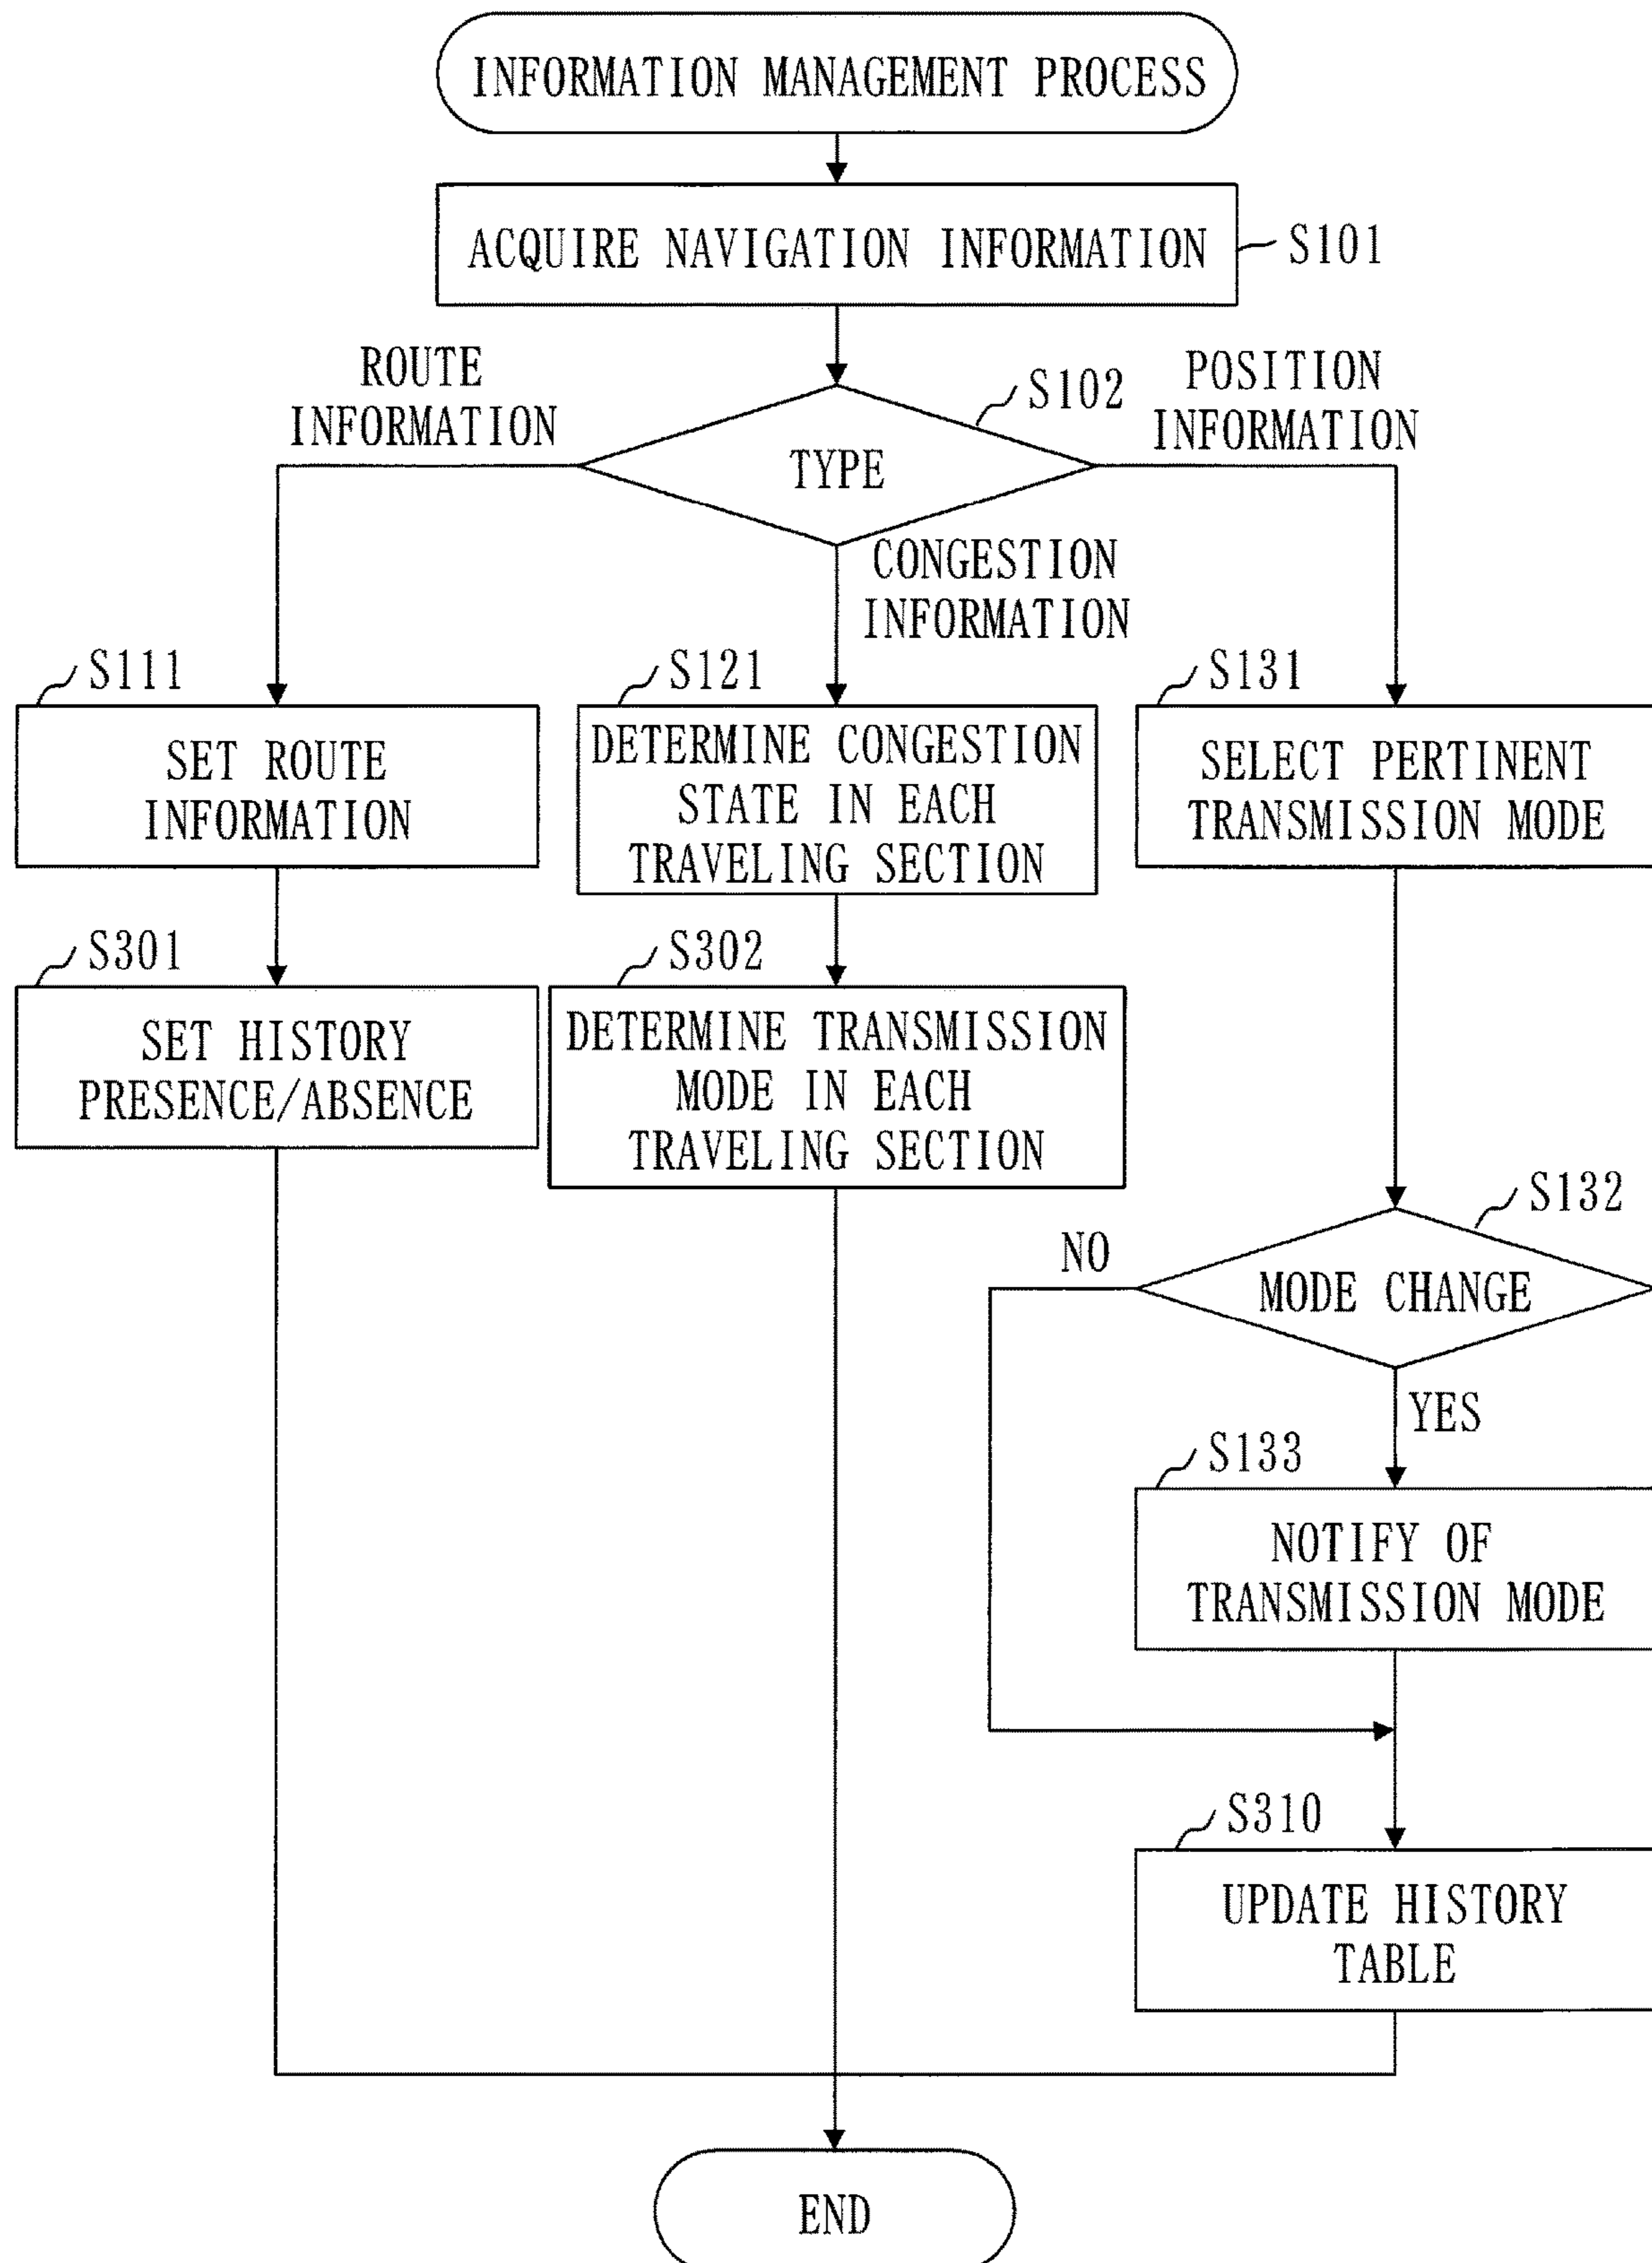 INFORMATION MANAGEMENT PROCESS
ACQUIRE NAVIGATION INFORMATION
S101
ROUTE
INFORMATION
S102
POSITION
INFORMATION
TYPE
CONGESTION
INFORMATION
S111
SET ROUTE
INFORMATION
S121
DETERMINE CONGESTION
STATE IN EACH
TRAVELING SECTION
S131
SELECT PERTINENT
TRANSMISSION MODE
S301
SET HISTORY
PRESENCE/ABSENCE
S302
DETERMINE TRANSMISSION
MODE IN EACH
TRAVELING SECTION
S132
NO
MODE CHANGE
YES
S133
NOTIFY OF
TRANSMISSION MODE
S310
UPDATE HISTORY
TABLE
END